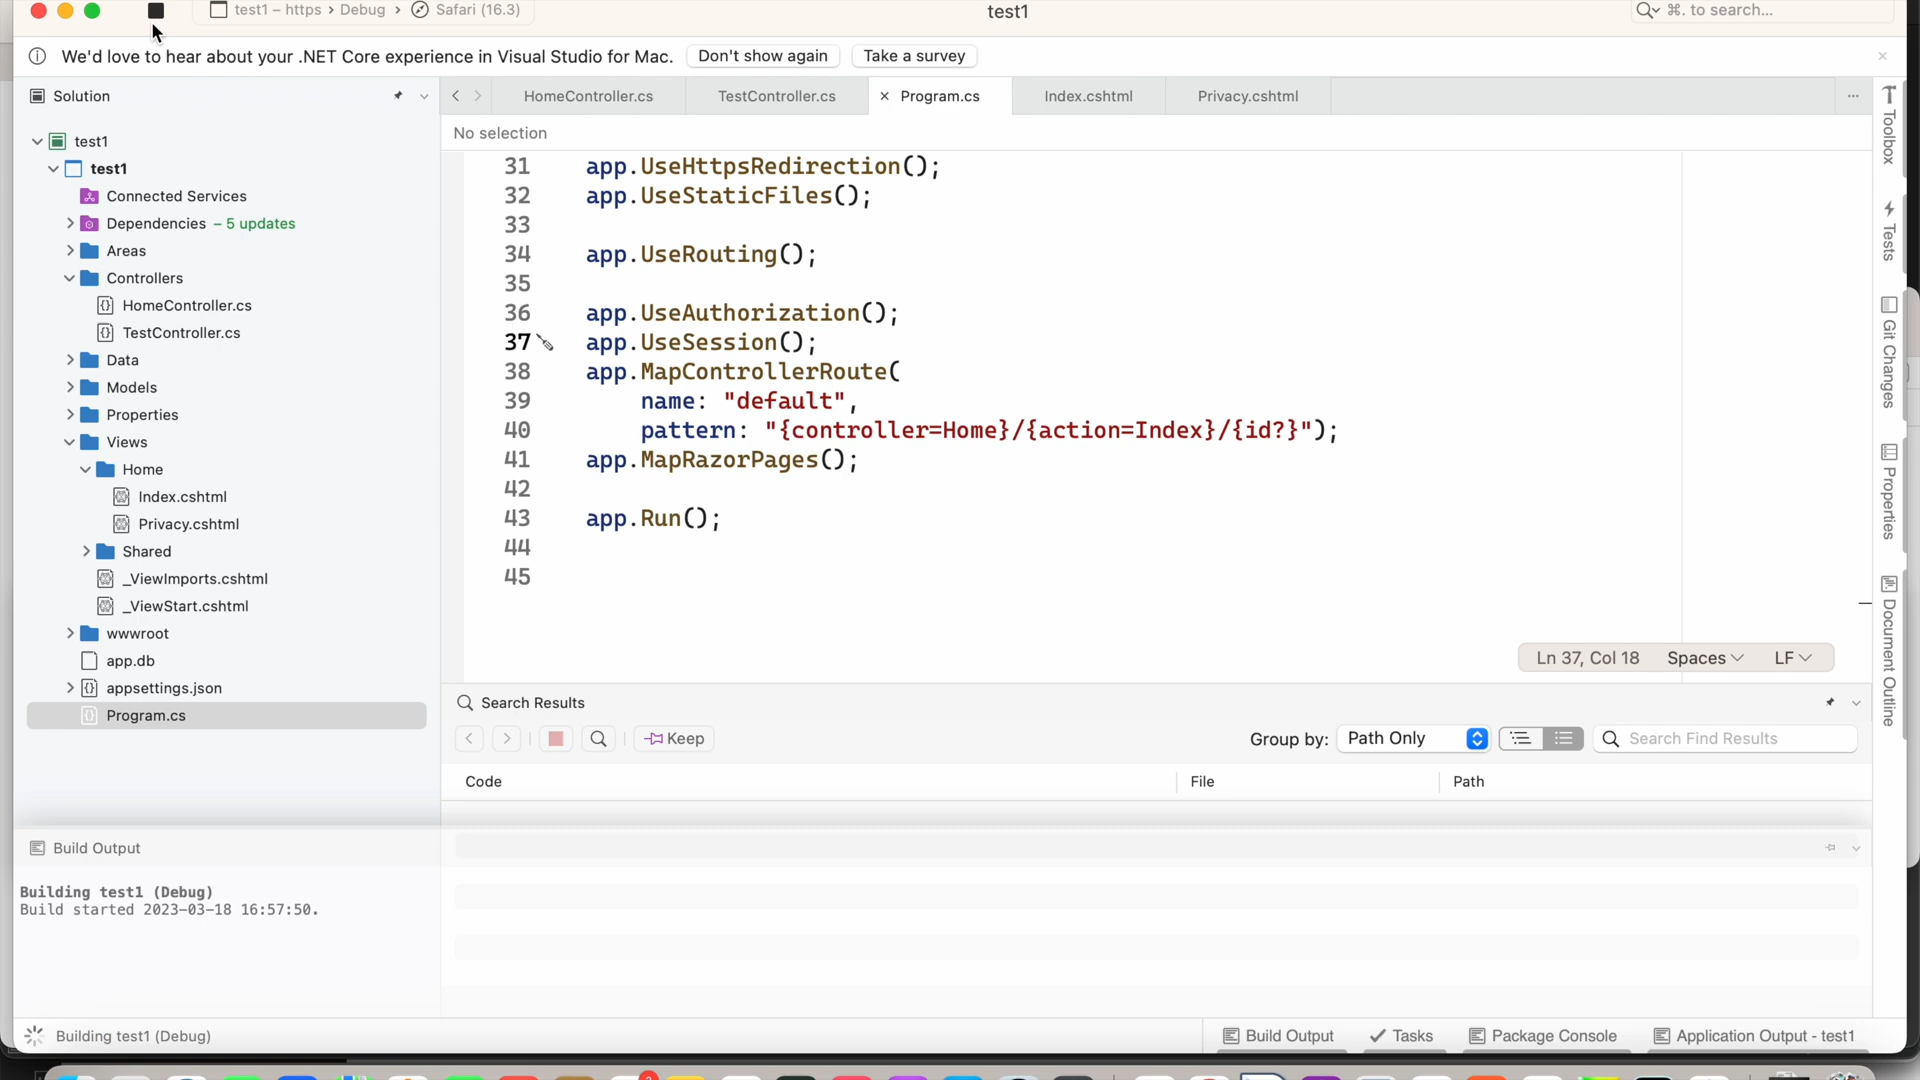 test1 – https › Debug › Safari (16.3)
test1
⌘. to search...
We'd love to hear about your .NET Core experience in Visual Studio for Mac.
Don't show again
Take a survey
Solution
HomeController.cs
TestController.cs
Program.cs
Index.cshtml
Privacy.cshtml
No selection
test1
test1
Connected Services
Dependencies – 5 updates
Areas
Controllers
HomeController.cs
TestController.cs
Data
Models
Properties
Views
Home
Index.cshtml
Privacy.cshtml
Shared
_ViewImports.cshtml
_ViewStart.cshtml
wwwroot
app.db
appsettings.json
Program.cs
31 app.UseHttpsRedirection();
32 app.UseStaticFiles();
33
34 app.UseRouting();
35
36 app.UseAuthorization();
37 app.UseSession();
38 app.MapControllerRoute(
39 name: "default",
40 pattern: "{controller=Home}/{action=Index}/{id?}");
41 app.MapRazorPages();
42
43 app.Run();
44
45
Ln 37, Col 18 Spaces LF
Toolbox
Tests
Git Changes
Properties
Document Outline
Search Results
Keep
Group by: Path Only
Search Find Results
Code File Path
Build Output
Building test1 (Debug)
Build started 2023-03-18 16:57:50.
Building test1 (Debug)
Build Output
Tasks
Package Console
Application Output - test1
2